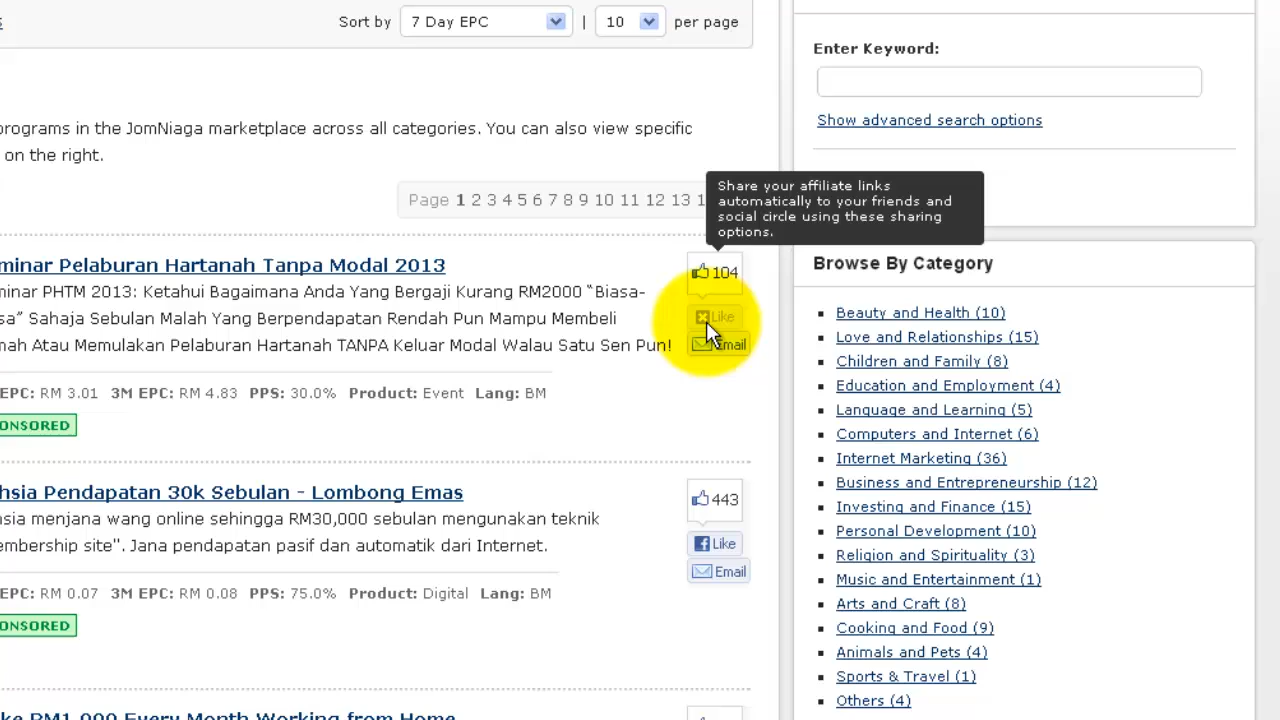 Sort by 7 Day EPC | 10 per page
programs in the JomNiaga marketplace across all categories. You can also view specific
on the right.
Page 1 2 3 4 5 6 7 8 9 10 11 12 13 1
Share your affiliate links
automatically to your friends and
social circle using these sharing
options.
minar Pelaburan Hartanah Tanpa Modal 2013
minar PHTM 2013: Ketahui Bagaimana Anda Yang Bergaji Kurang RM2000 “Biasa-
sa” Sahaja Sebulan Malah Yang Berpendapatan Rendah Pun Mampu Membeli
mah Atau Memulakan Pelaburan Hartanah TANPA Keluar Modal Walau Satu Sen Pun!
104
Like
Email
EPC: RM 3.01 3M EPC: RM 4.83 PPS: 30.0% Product: Event Lang: BM
ONSORED
hsia Pendapatan 30k Sebulan - Lombong Emas
nsia menjana wang online sehingga RM30,000 sebulan mengunakan teknik
embership site". Jana pendapatan pasif dan automatik dari Internet.
443
Like
Email
EPC: RM 0.07 3M EPC: RM 0.08 PPS: 75.0% Product: Digital Lang: BM
ONSORED
ke RM1,000 Every Month Working from Home
Enter Keyword:
Show advanced search options
Browse By Category
Beauty and Health (10)
Love and Relationships (15)
Children and Family (8)
Education and Employment (4)
Language and Learning (5)
Computers and Internet (6)
Internet Marketing (36)
Business and Entrepreneurship (12)
Investing and Finance (15)
Personal Development (10)
Religion and Spirituality (3)
Music and Entertainment (1)
Arts and Craft (8)
Cooking and Food (9)
Animals and Pets (4)
Sports & Travel (1)
Others (4)